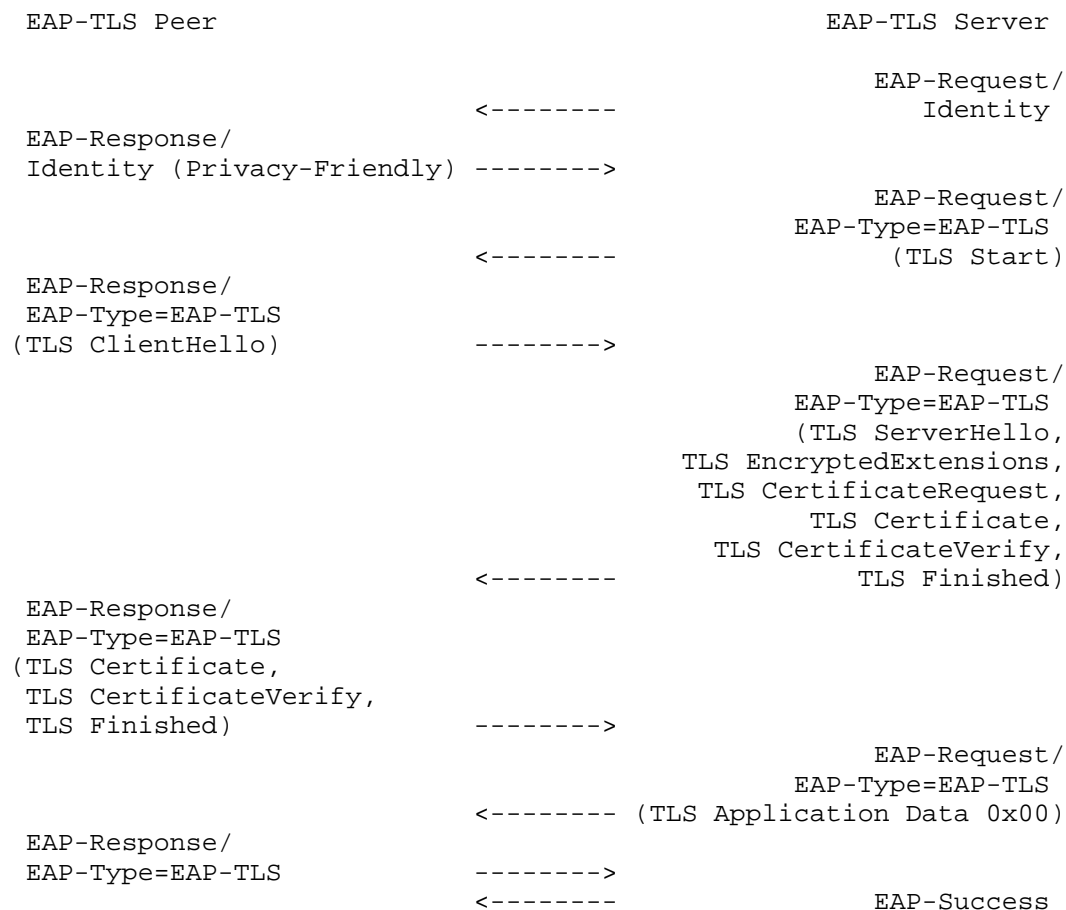 EAP-TLS Peer                                      EAP-TLS Server

                                                    EAP-Request/
                            <--------                   Identity
EAP-Response/
Identity (Privacy-Friendly) -------->
                                                    EAP-Request/
                                               EAP-Type=EAP-TLS
                            <--------                (TLS Start)
EAP-Response/
EAP-Type=EAP-TLS
(TLS ClientHello)           -------->
                                                    EAP-Request/
                                               EAP-Type=EAP-TLS
                                               (TLS ServerHello,
                                        TLS EncryptedExtensions,
                                         TLS CertificateRequest,
                                                TLS Certificate,
                                          TLS CertificateVerify,
                            <--------              TLS Finished)
EAP-Response/
EAP-Type=EAP-TLS
(TLS Certificate,
TLS CertificateVerify,
TLS Finished)               -------->
                                                    EAP-Request/
                                               EAP-Type=EAP-TLS
                            <-------- (TLS Application Data 0x00)
EAP-Response/
EAP-Type=EAP-TLS            -------->
                            <--------                EAP-Success